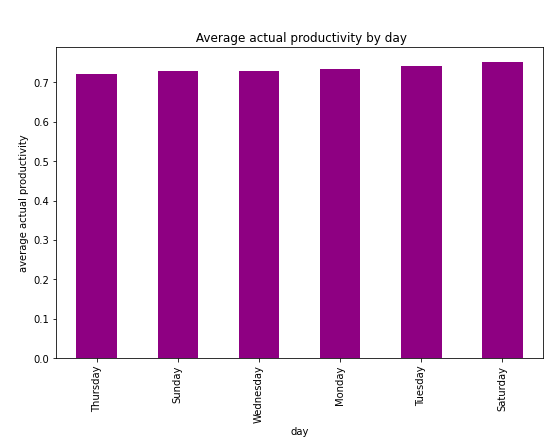 Average actual productivity by day
average actual productivity
0.7
0.6
0.5
0.4
0.3
0.2
0.1
0.0
Thursday
Sunday
Wednesday
Monday
Tuesday
Saturday
day